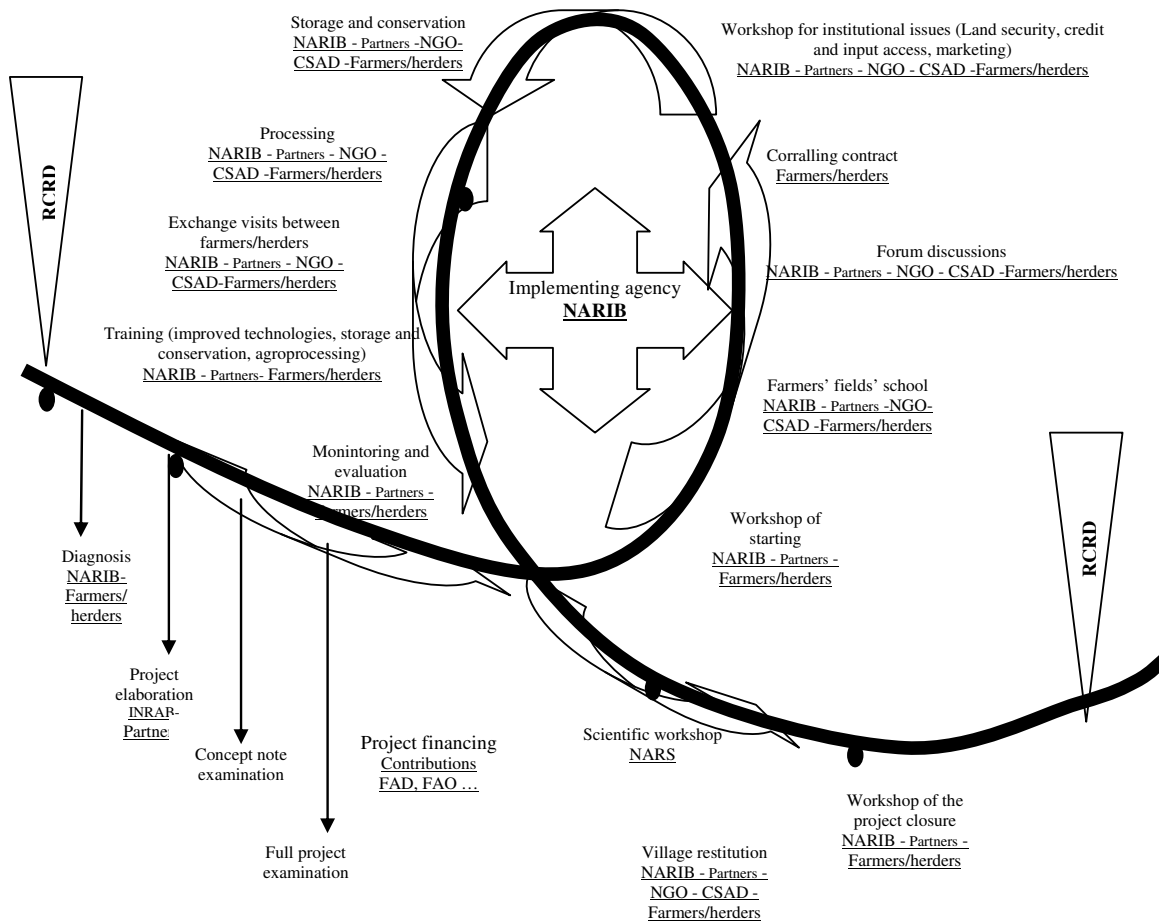 Storage and conservation
NARIB - Partners -NGO-
CSAD -Farmers/herders
Workshop for institutional issues (Land security, credit
and input access, marketing)
NARIB - Partners - NGO - CSAD -Farmers/herders
RCRD
Processing
NARIB - Partners - NGO -
CSAD -Farmers/herders
Corralling contract
Farmers/herders
Exchange visits between
farmers/herders
NARIB - Partners - NGO -
CSAD-Farmers/herders
Forum discussions
NARIB - Partners - NGO - CSAD -Farmers/herders
Implementing agency
NARIB
Training (improved technologies, storage and
conservation, agroprocessing)
NARIB - Partners- Farmers/herders
Farmers' fields' school
NARIB - Partners -NGO-
CSAD -Farmers/herders
Monintoring and
evaluation
NARIB - Partners -
Farmers/herders
Workshop of
starting
NARIB - Partners -
Farmers/herders
RCRD
Diagnosis
NARIB-
Farmers/
herders
Project
elaboration
INRAB-
Partner
Concept note
examination
Project financing
Contributions
FAD, FAO …
Full project
examination
Scientific workshop
NARS
Workshop of the
project closure
NARIB - Partners -
Farmers/herders
Village restitution
NARIB - Partners -
NGO - CSAD -
Farmers/herders